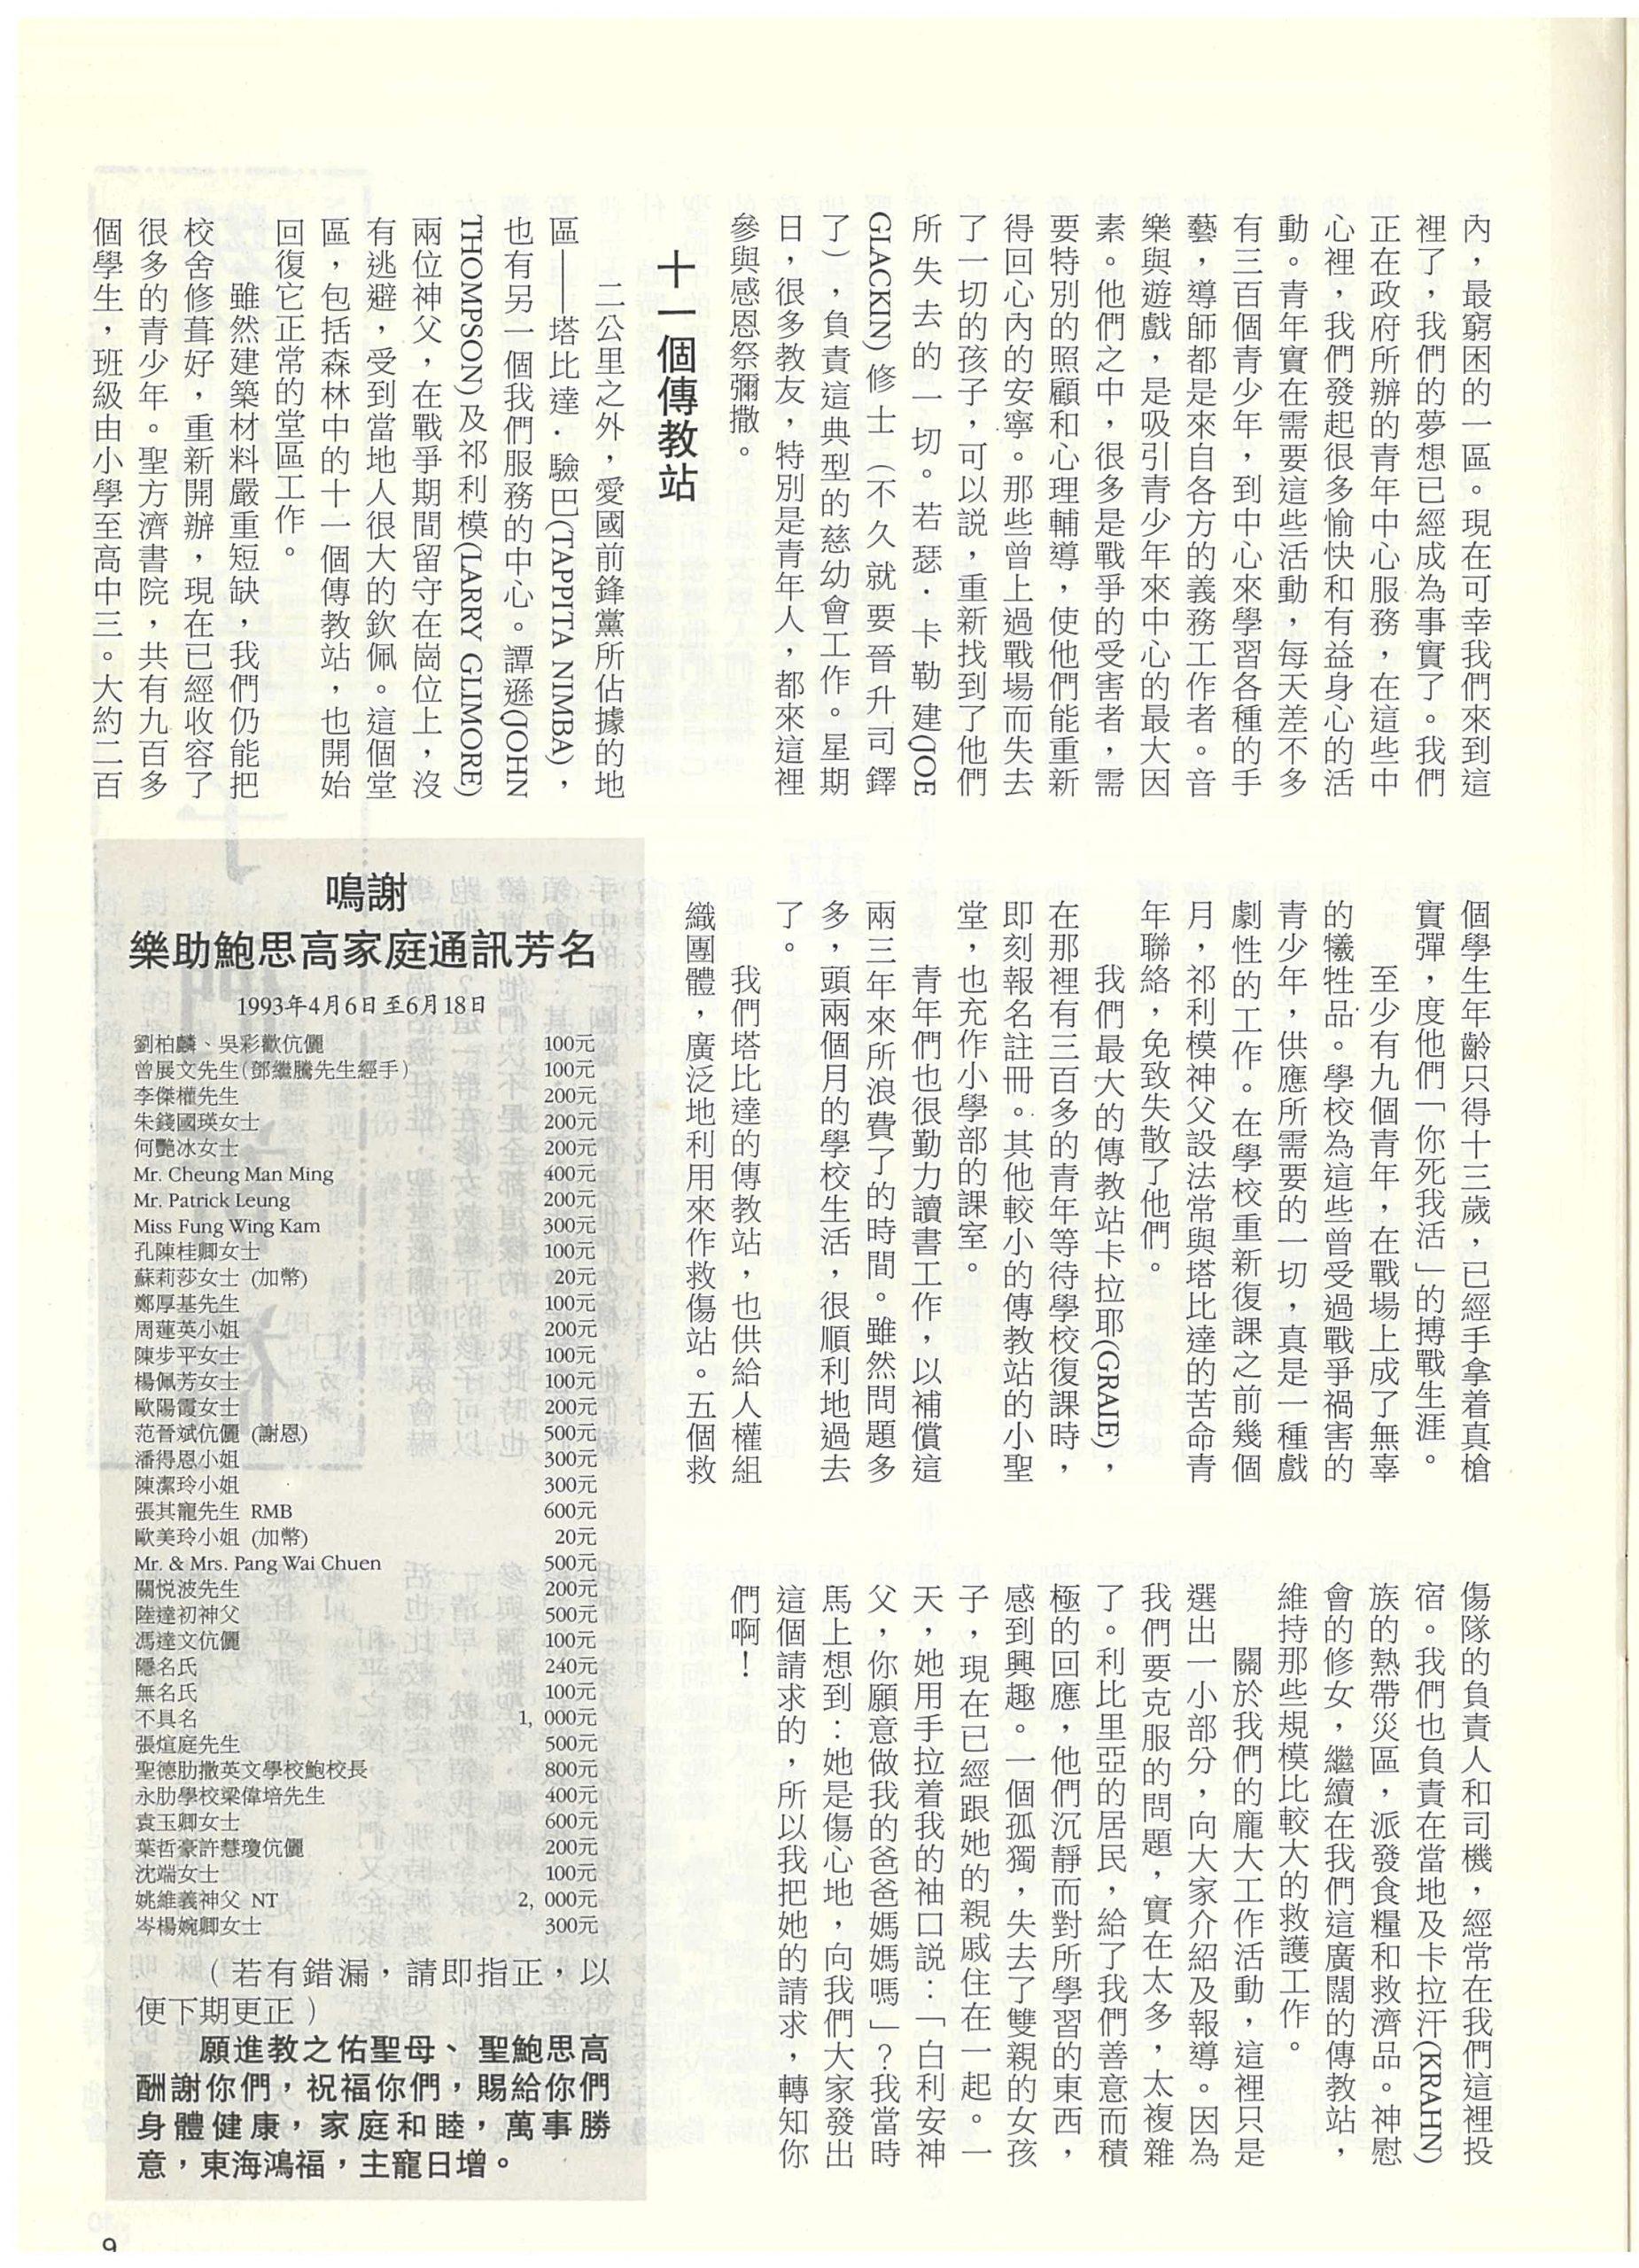 內，最窮困的一區。現在可幸我們來到這
裡了，我們的夢想已經成為事實了。我們
正在政府所辦的青年中心服務，在這些中
心裡，我們發起很多愉快和有益身心的活
動。青年實在需要這些活動，每天差不多
有三百個青少年，到中心來學習各種的手
藝，導師都是來自各方的義務工作者。音
樂與遊戲，是吸引青少年來中心的最大因
素。他們之中，很多是戰爭的受害者，需
要特別的照顧和心理輔導，使他們能重新
得回心內的安寧。那些曾上過戰場而失去
了一切的孩子，可以説，重新找到了他們
所失去的一切。若瑟．卡勒建(JOE
GLACKIN)修士（不久就要晉升司鐸
了），負責這典型的慈幼會工作。星期
日，很多教友，特別是青年人，都來這裡
參與感恩祭彌撒。
十一個傳教站
二公里之外，愛國前鋒黨所佔據的地
區——塔比達．驗巴(TAPPITA NIMBA)，
也有另一個我們服務的中心。譚遜(JOHN
THOMPSON)及祁利模(LARRY GLIMORE)
兩位神父，在戰爭期間留守在崗位上，沒
有逃避，受到當地人很大的欽佩。這個堂
區，包括森林中的十一個傳教站，也開始
回復它正常的堂區工作。
雖然建築材料嚴重短缺，我們仍能把
校舍修葺好，重新開辦，現在已經收容了
很多的青少年。聖方濟書院，共有九百多
個學生，班級由小學至高中三。大約二百
個學生年齡只得十三歲，已經手拿着真槍
實彈，度他們「你死我活」的搏戰生涯。
至少有九個青年，在戰場上成了無辜
的犧牲品。學校為這些曾受過戰爭禍害的
青少年，供應所需要的一切，真是一種戲
劇性的工作。在學校重新復課之前幾個
月，祁利模神父設法常與塔比達的苦命青
年聯絡，免致失散了他們。
我們最大的傳教站卡拉耶(GRAIE)，
在那裡有三百多的青年等待學校復課時，
即刻報名註冊。其他較小的傳教站的小聖
堂，也充作小學部的課室。
青年們也很勤力讀書工作，以補償這
兩三年來所浪費了的時間。雖然問題多
多，頭兩個月的學校生活，很順利地過去
了。
我們塔比達的傳教站，也供給人權組
織團體，廣泛地利用來作救傷站。五個救
傷隊的負責人和司機，經常在我們這裡投
宿。我們也負責在當地及卡拉汗(KRAHN)
族的熱帶災區，派發食糧和救濟品。神慰
會的修女，繼續在我們這廣闊的傳教站，
維持那些規模比較大的救護工作。
關於我們的龐大工作活動，這裡只是
選出一小部分，向大家介紹及報導。因為
我們要克服的問題，實在太多，太複雜
了。利比里亞的居民，給了我們善意而積
極的回應，他們沉靜而對所學習的東西，
感到興趣。一個孤獨，失去了雙親的女孩
子，現在已經跟她的親戚住在一起。一
天，她用手拉着我的袖口説：「白利安神
父，你願意做我的爸爸媽媽嗎」？我當時
馬上想到：她是傷心地，向我們大家發出
這個請求的，所以我把她的請求，轉知你
們啊！
鳴謝
樂助鮑思高家庭通訊芳名
1993年4月6日至6月18日
劉柏麟、吳彩歡伉儷 100元
曾展文先生(鄧繼騰先生經手) 100元
李傑權先生 200元
朱錢國瑛女士 200元
何艷冰女士 200元
Mr. Cheung Man Ming 400元
Mr. Patrick Leung 200元
Miss Fung Wing Kam 300元
孔陳桂卿女士 100元
蘇莉莎女士 (加幣) 20元
鄭厚基先生 100元
周蓮英小姐 200元
陳步平女士 100元
楊佩芳女士 100元
歐陽霞女士 200元
范晉斌伉儷 (謝恩) 500元
潘得恩小姐 300元
陳潔玲小姐 300元
張其寵先生 RMB 600元
歐美玲小姐 (加幣) 20元
Mr. & Mrs. Pang Wai Chuen 500元
關悦波先生 200元
陸達初神父 500元
馮達文伉儷 100元
隱名氏 240元
無名氏 100元
不具名 1, 000元
張煊庭先生 500元
聖德肋撒英文學校鮑校長 800元
永助學校梁偉培先生 400元
袁玉卿女士 600元
葉哲豪許慧瓊伉儷 200元
沈端女士 100元
姚維義神父 NT 2, 000元
岑楊婉卿女士 300元
（若有錯漏，請即指正，以
便下期更正）
願進教之佑聖母、聖鮑思高
酬謝你們，祝福你們，賜給你們
身體健康，家庭和睦，萬事勝
意，東海鴻福，主寵日增。
9